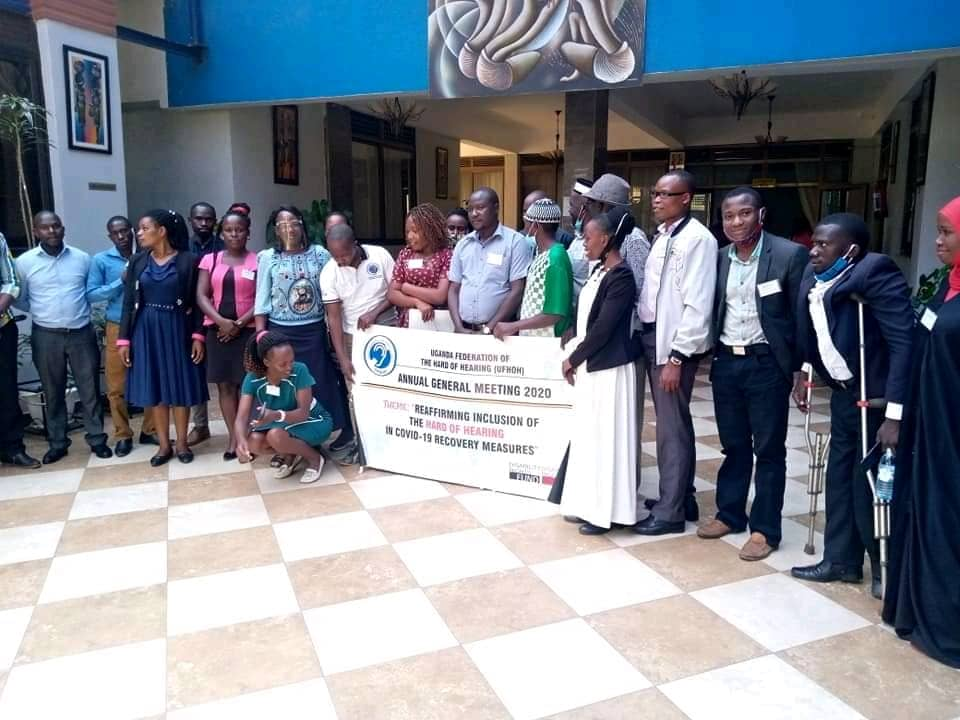 UGANDA FEDERATION OF
THE HARD OF HEARING (UFHOH)
ANNUAL GENERAL MEETING 2020
THEME: "REAFFIRMING INCLUSION OF
THE HARD OF HEARING
IN COVID-19 RECOVERY MEASURES"
FUND